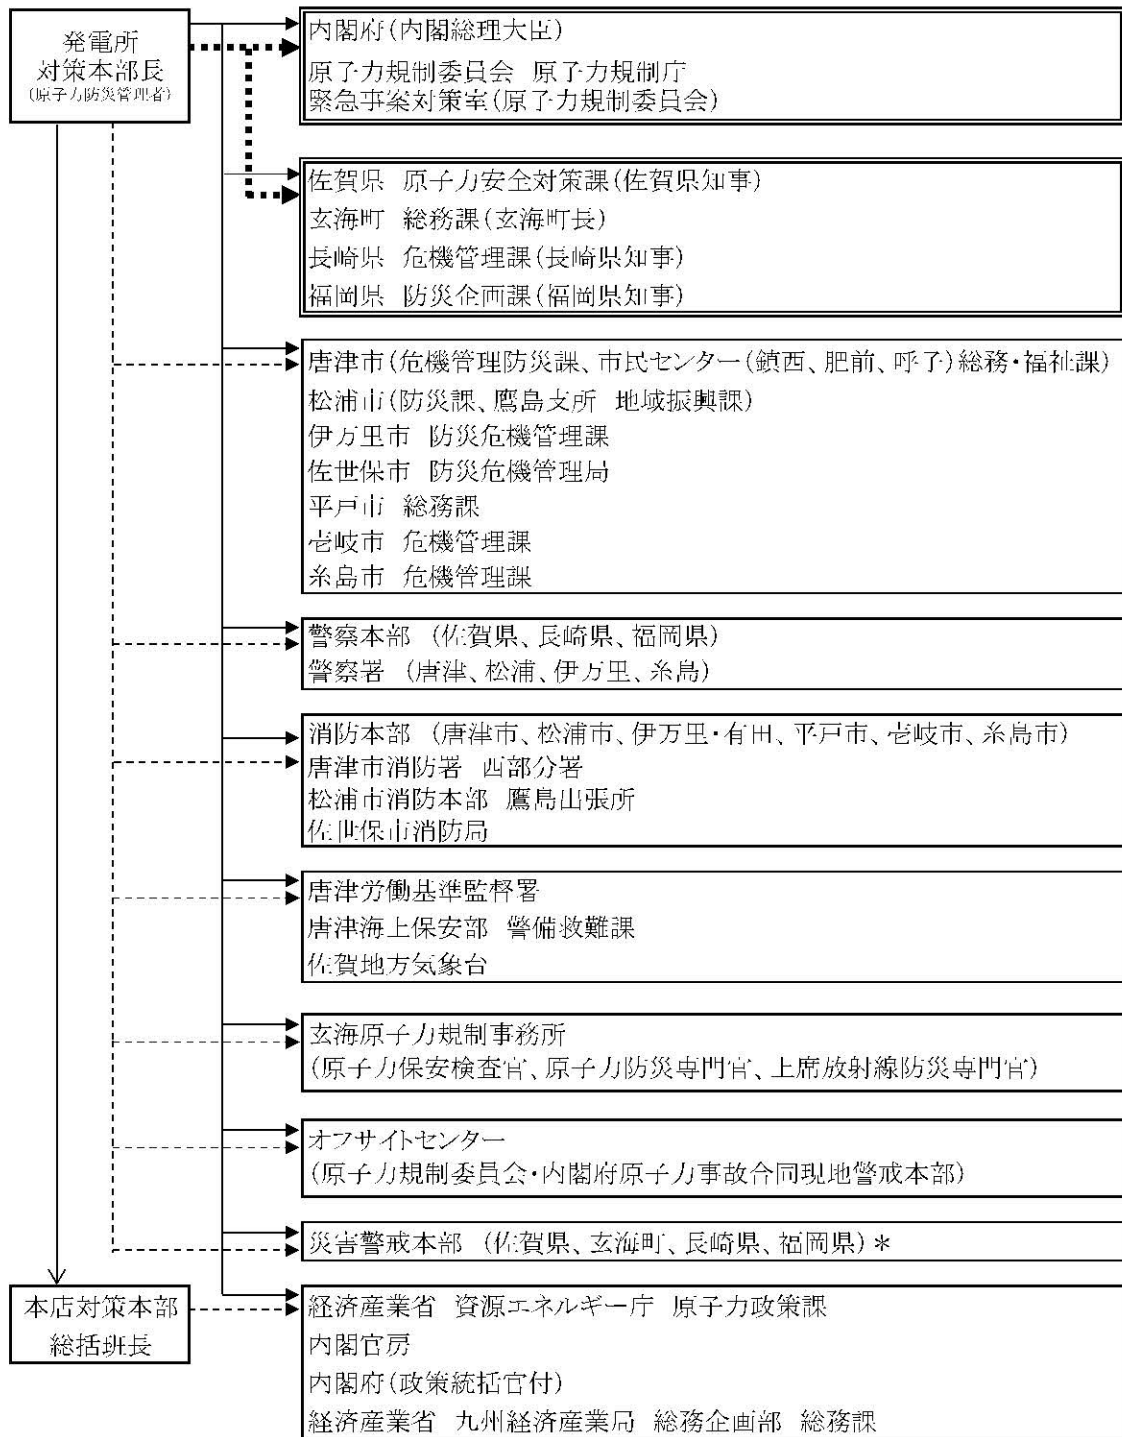 発電所
対策本部長
(原子力防災管理者)
内閣府(内閣総理大臣)
原子力規制委員会 原子力規制庁
緊急事案対策室(原子力規制委員会)
佐賀県 原子力安全対策課(佐賀県知事)
玄海町 総務課(玄海町長)
長崎県 危機管理課(長崎県知事)
福岡県 防災企画課(福岡県知事)
唐津市(危機管理防災課、市民センター(鎮西、肥前、呼子)総務・福祉課)
松浦市(防災課、鷹島支所 地域振興課)
伊万里市 防災危機管理課
佐世保市 防災危機管理局
平戸市 総務課
壱岐市 危機管理課
糸島市 危機管理課
警察本部 (佐賀県、長崎県、福岡県)
警察署 (唐津、松浦、伊万里、糸島)
消防本部 (唐津市、松浦市、伊万里・有田、平戸市、壱岐市、糸島市)
唐津市消防署 西部分署
松浦市消防本部 鷹島出張所
佐世保市消防局
唐津労働基準監督署
唐津海上保安部 警備救難課
佐賀地方気象台
玄海原子力規制事務所
(原子力保安検査官、原子力防災専門官、上席放射線防災専門官)
オフサイトセンター
(原子力規制委員会・内閣府原子力事故合同現地警戒本部)
災害警戒本部 (佐賀県、玄海町、長崎県、福岡県)*
本店対策本部
総括班長
経済産業省 資源エネルギー庁 原子力政策課
内閣官房
内閣府(政策統括官付)
経済産業省 九州経済産業局 総務企画部 総務課